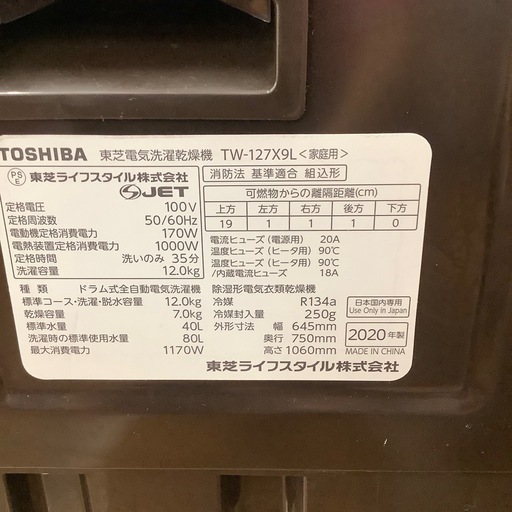 TOSHIBA 東芝電気洗濯乾燥機 TW-127X9L<家庭用>
PS E 東芝ライフスタイル株式会社
JET
消防法 基準適合 組込形
定格電圧 100V
定格周波数 50/60Hz
電動機定格消費電力 170W
電熱装置定格消費電力 1000W
定格時間 洗いのみ 35分
洗濯容量 12.0kg
可燃物からの離隔距離(cm)
上方 左方 右方 後方 下方
19 1 1 1 0
電流ヒューズ(電源用) 20A
温度ヒューズ(ヒータ用) 90℃
温度ヒューズ(ヒータ用) 90℃
/内蔵電流ヒューズ 18A
種類 ドラム式全自動電気洗濯機 除湿形電気衣類乾燥機
標準コース・洗濯・脱水容量 12.0kg
乾燥容量 7.0kg
標準水量 40L
洗濯時の標準使用水量 80L
最大消費電力 1170W
冷媒 R134a
冷媒封入量 250g
外形寸法 幅 645mm
奥行 750mm
高さ 1060mm
日本国内専用
Use Only in Japan
2020年製
MADE IN CHINA
東芝ライフスタイル株式会社